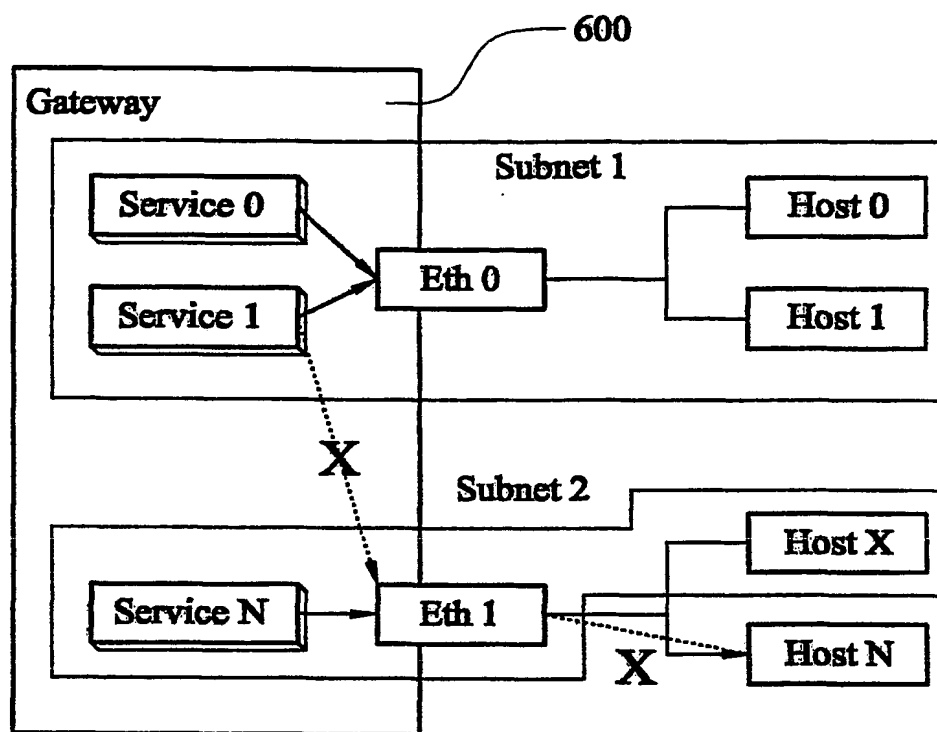 600
Gateway
Subnet 1
Service 0
Host 0
Eth 0
Service 1
Host 1
X
Subnet 2
Host X
Service N
Eth 1
Host N
X